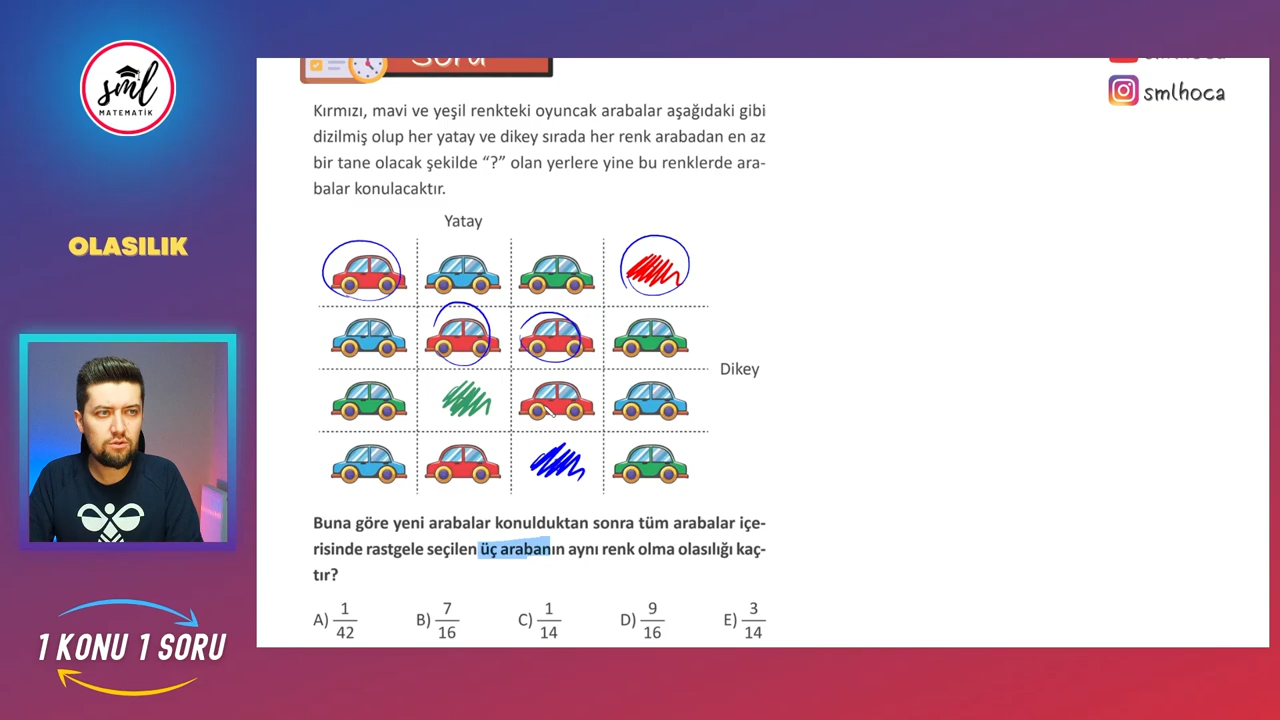 sml
MATEMATİK
Soru
smlhoca
smlhoca
OLASILIK
Kırmızı, mavi ve yeşil renkteki oyuncak arabalar aşağıdaki gibi
dizilmiş olup her yatay ve dikey sırada her renk arabadan en az
bir tane olacak şekilde “?” olan yerlere yine bu renklerde ara-
balar konulacaktır.
Yatay
Dikey
Buna göre yeni arabalar konulduktan sonra tüm arabalar içe-
risinde rastgele seçilen üç arabanın aynı renk olma olasılığı kaç-
tır?
A) 1/42 B) 7/16 C) 1/14 D) 9/16 E) 3/14
1 KONU 1 SORU